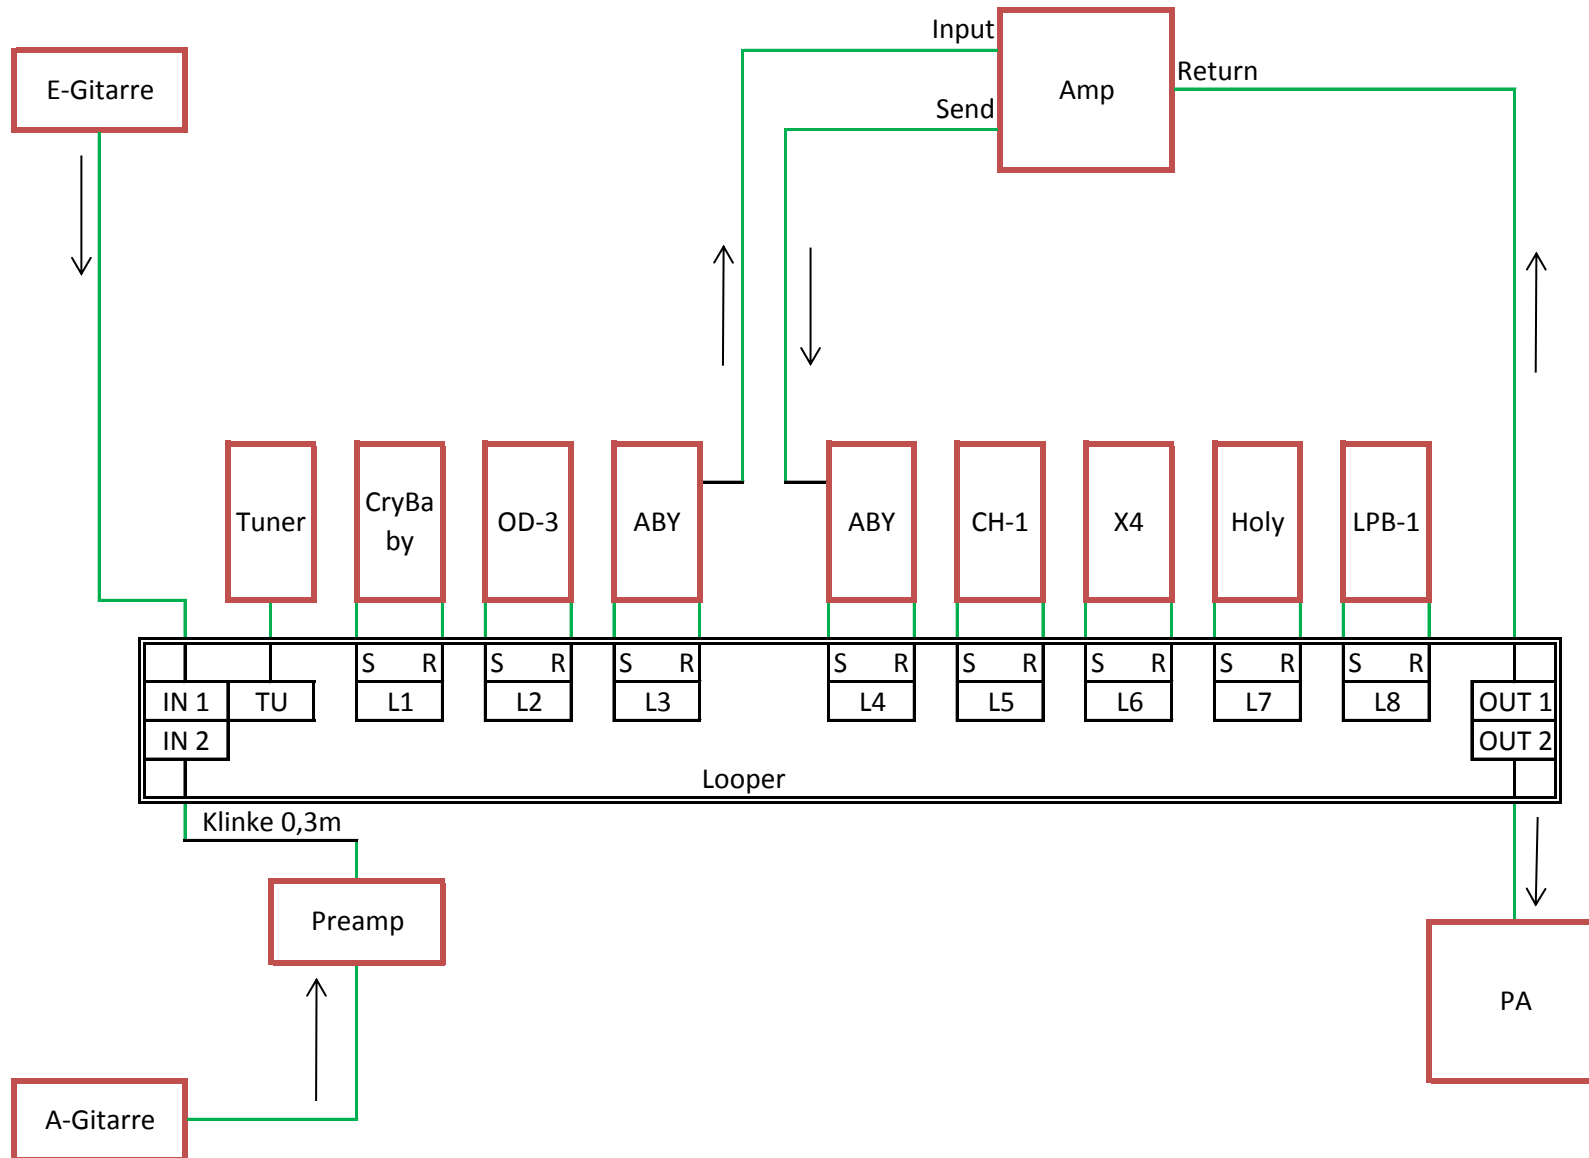 Input
E-Gitarre
Amp
Return
Send
Tuner
CryBa
by
OD-3
ABY
ABY
CH-1
X4
Holy
LPB-1
S R
S R
S R
S R
S R
S R
S R
S R
IN 1
TU
L1
L2
L3
L4
L5
L6
L7
L8
OUT 1
IN 2
OUT 2
Looper
Klinke 0,3m
Preamp
PA
A-Gitarre